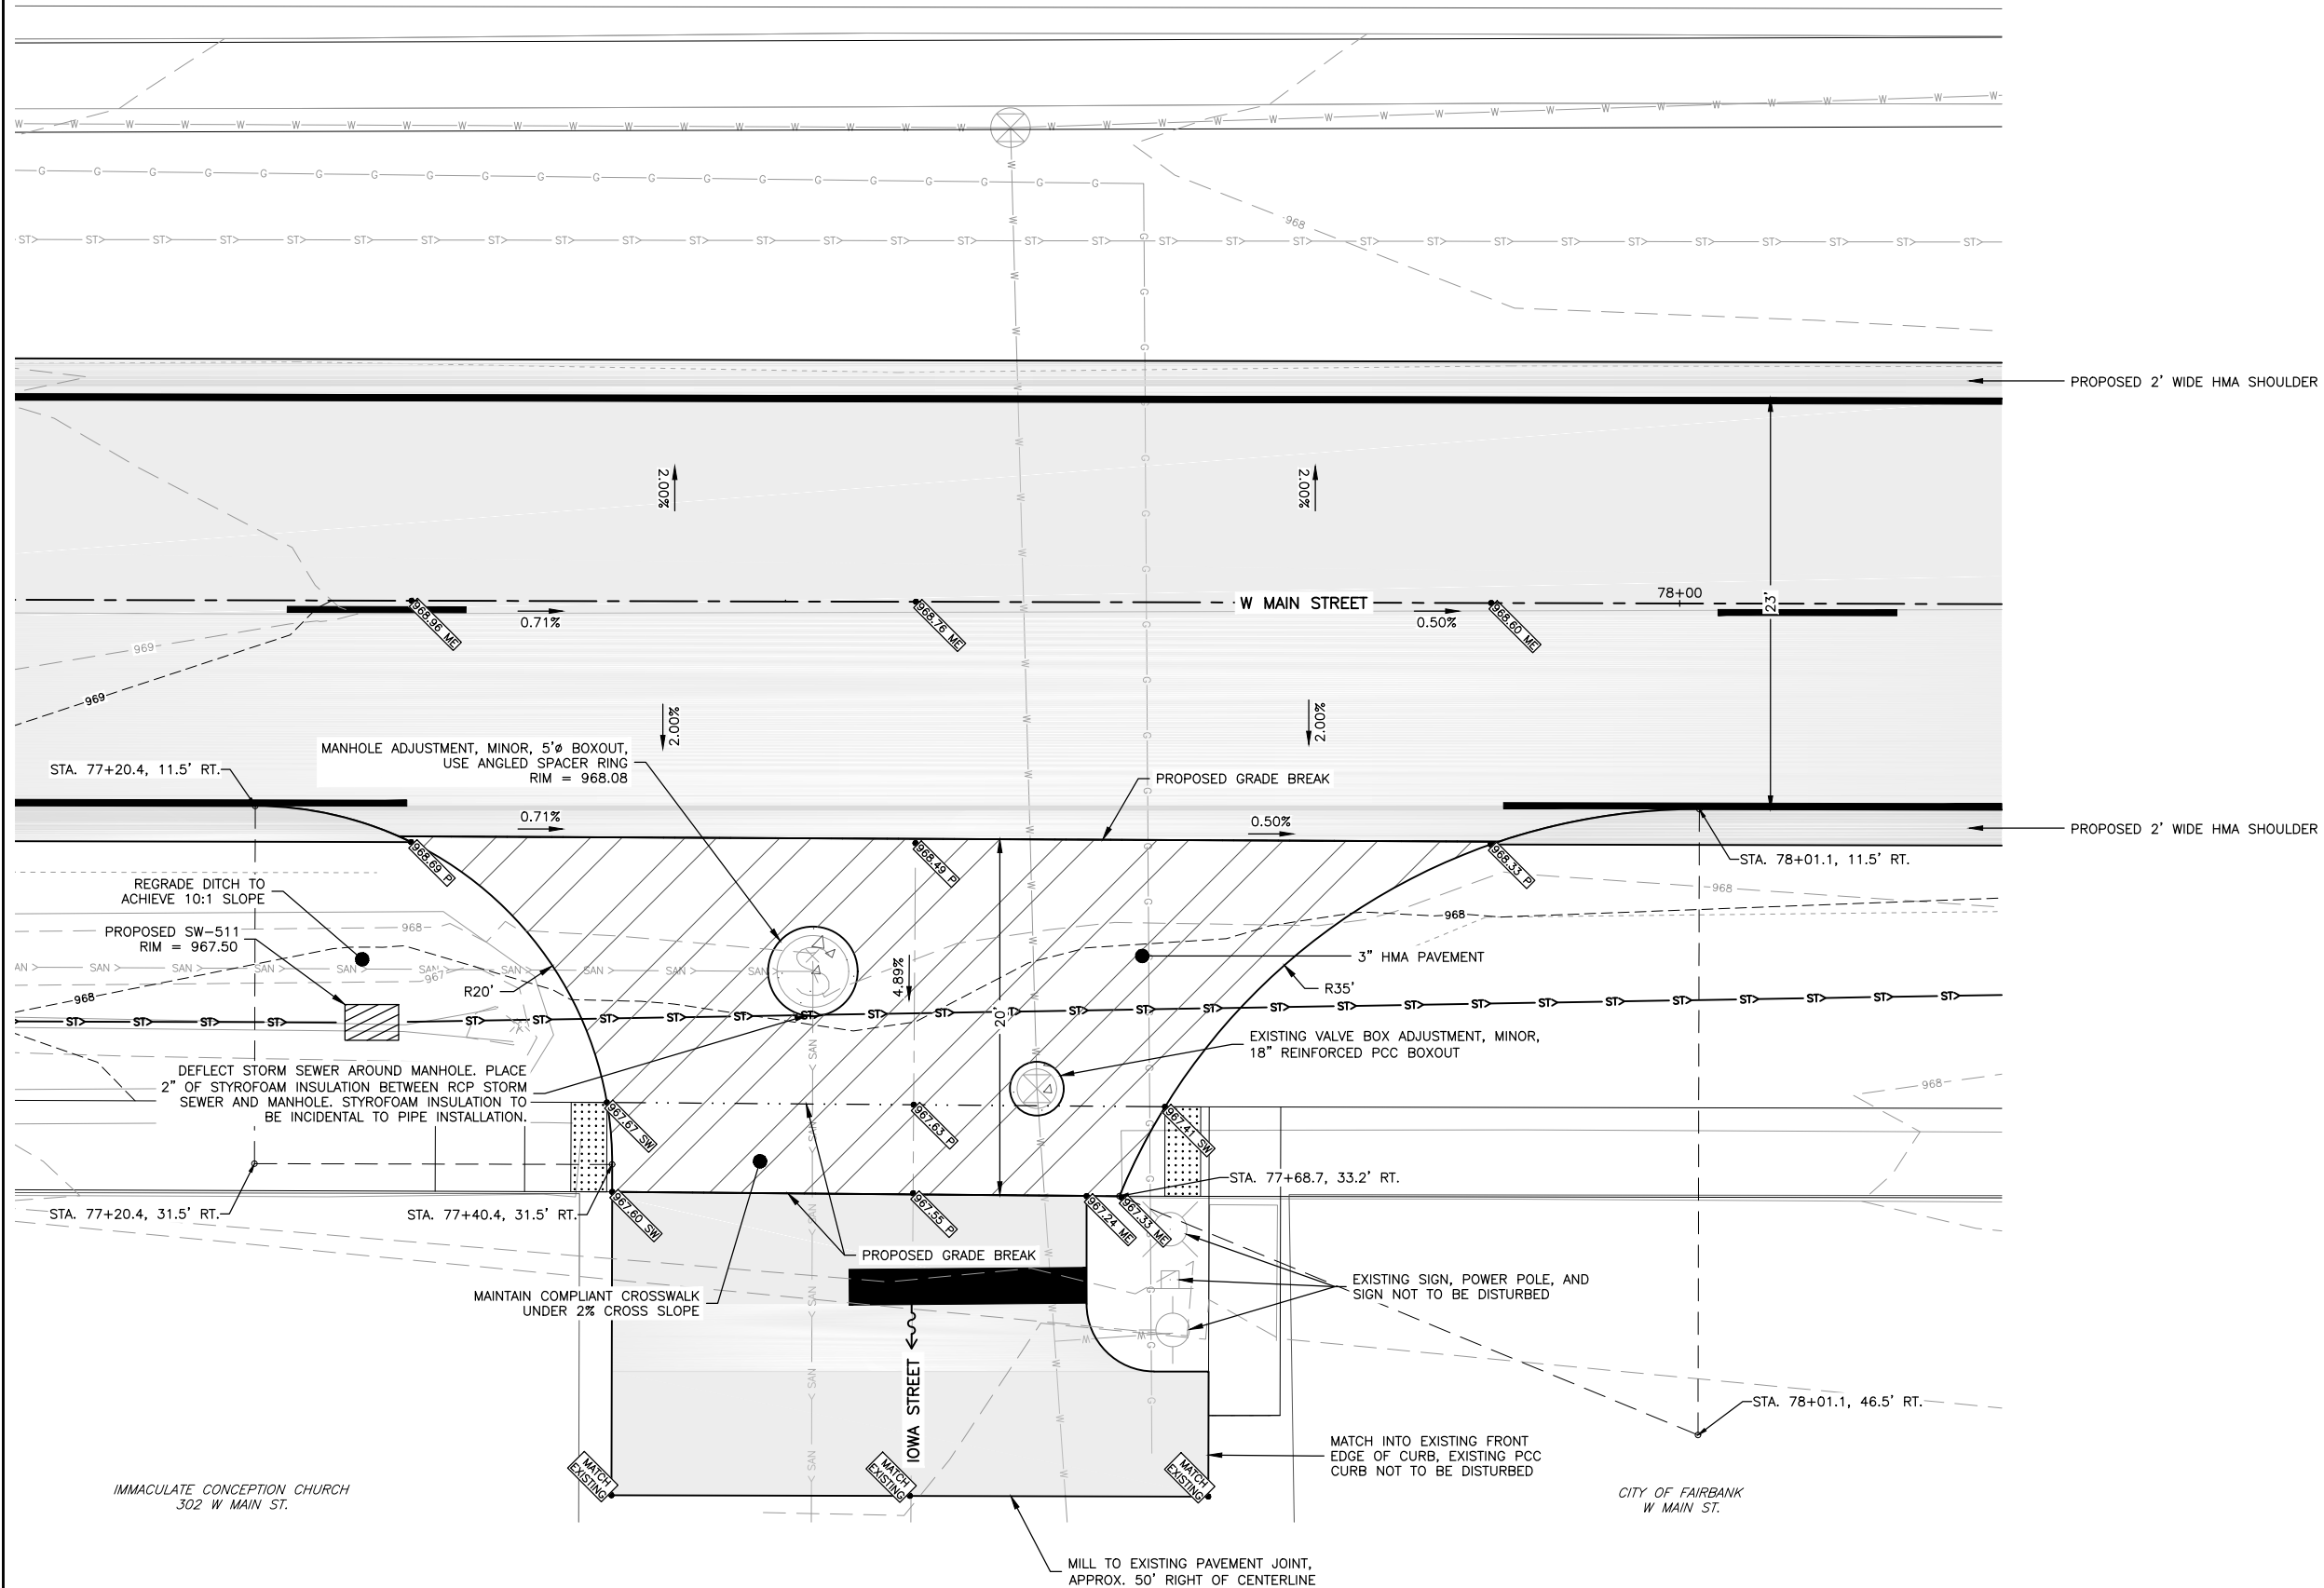 968
PROPOSED 2' WIDE HMA SHOULDER
2.00%
2.00%
W MAIN STREET
78+00
23'
968.96 ME
0.71%
968.76 ME
0.50%
968.60 ME
969
969
2.00%
2.00%
MANHOLE ADJUSTMENT, MINOR, 5'ø BOXOUT,
USE ANGLED SPACER RING
RIM = 968.08
STA. 77+20.4, 11.5' RT.
PROPOSED GRADE BREAK
0.71%
0.50%
PROPOSED 2' WIDE HMA SHOULDER
STA. 78+01.1, 11.5' RT.
968.69 P
968.49 P
968.33 P
REGRADE DITCH TO
ACHIEVE 10:1 SLOPE
968
968
968
PROPOSED SW-511
RIM = 967.50
3" HMA PAVEMENT
967
R20'
4.89%
R35'
968
20'
EXISTING VALVE BOX ADJUSTMENT, MINOR,
18" REINFORCED PCC BOXOUT
DEFLECT STORM SEWER AROUND MANHOLE. PLACE
2" OF STYROFOAM INSULATION BETWEEN RCP STORM
SEWER AND MANHOLE. STYROFOAM INSULATION TO
BE INCIDENTAL TO PIPE INSTALLATION.
968
967.67 SW
967.63 P
967.41 SW
STA. 77+68.7, 33.2' RT.
STA. 77+20.4, 31.5' RT.
STA. 77+40.4, 31.5' RT.
967.60 SW
967.55 P
967.24 ME
967.33 ME
PROPOSED GRADE BREAK
MAINTAIN COMPLIANT CROSSWALK
UNDER 2% CROSS SLOPE
EXISTING SIGN, POWER POLE, AND
SIGN NOT TO BE DISTURBED
IOWA STREET
STA. 78+01.1, 46.5' RT.
MATCH INTO EXISTING FRONT
EDGE OF CURB, EXISTING PCC
CURB NOT TO BE DISTURBED
MATCH
EXISTING
MATCH
EXISTING
MATCH
EXISTING
IMMACULATE CONCEPTION CHURCH
302 W MAIN ST.
CITY OF FAIRBANK
W MAIN ST.
MILL TO EXISTING PAVEMENT JOINT,
APPROX. 50' RIGHT OF CENTERLINE